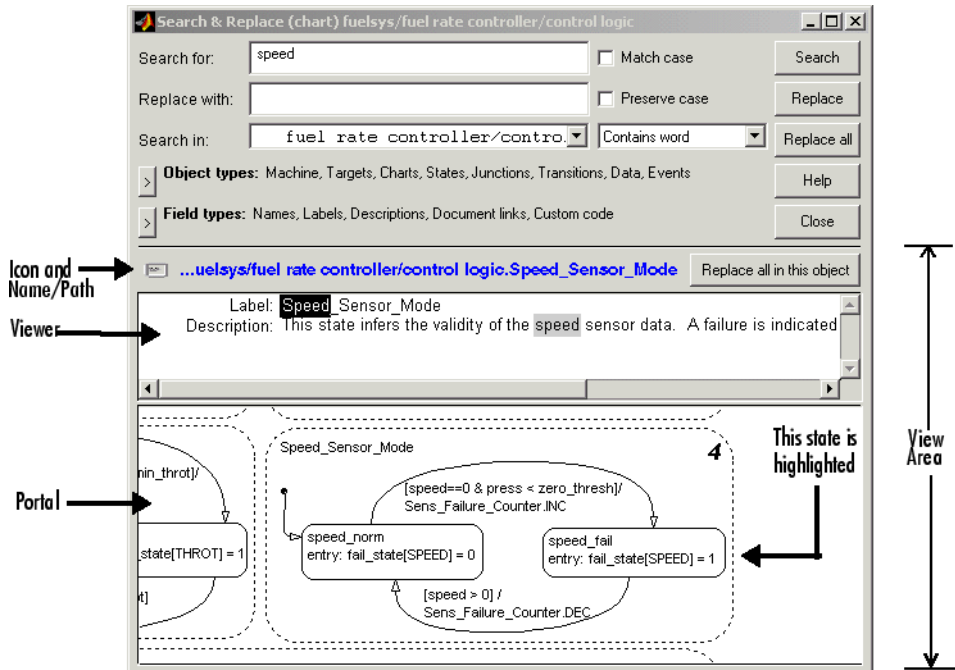 Search & Replace (chart) fuelsys/fuel rate controller/control logic
Search for: speed Match case Search
Replace with: Preserve case Replace
Search in: fuel rate controller/contro. Contains word Replace all
> Object types: Machine, Targets, Charts, States, Junctions, Transitions, Data, Events Help
> Field types: Names, Labels, Descriptions, Document links, Custom code Close
Icon and Name/Path
...uelsys/fuel rate controller/control logic.Speed_Sensor_Mode Replace all in this object
Viewer
Label: Speed_Sensor_Mode
Description: This state infers the validity of the speed sensor data. A failure is indicated
Speed_Sensor_Mode
4
This state is highlighted
View Area
Portal
nin_throt]/
[speed==0 & press < zero_thresh]/
Sens_Failure_Counter.INC
_state[THROT] = 1
speed_norm
entry: fail_state[SPEED] = 0
speed_fail
entry: fail_state[SPEED] = 1
ot]
[speed > 0] /
Sens_Failure_Counter.DEC